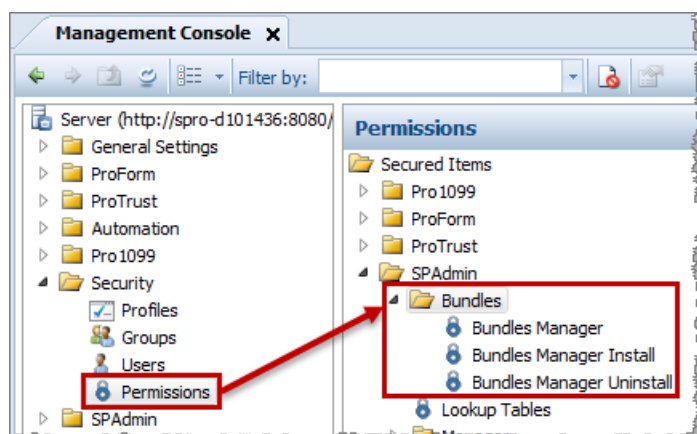 Management Console x
Filter by:
Server (http://spro-d101436:8080/
General Settings
ProForm
ProTrust
Automation
Pro1099
Security
Profiles
Groups
Users
Permissions
SPAdmin
Permissions
Secured Items
Pro1099
ProForm
ProTrust
SPAdmin
Bundles
Bundles Manager
Bundles Manager Install
Bundles Manager Uninstall
Lookup Tables